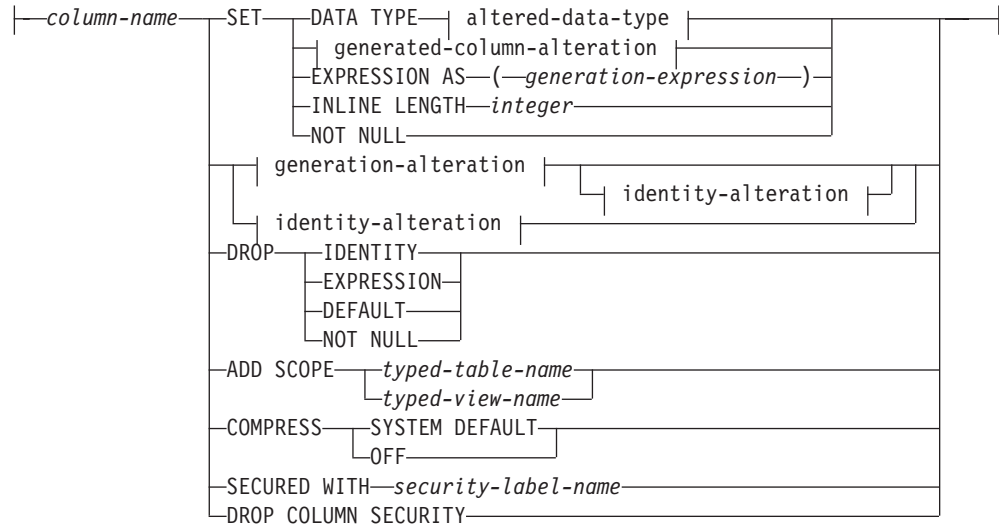 column-name SET DATA TYPE altered-data-type
generated-column-alteration
EXPRESSION AS ( generation-expression )
INLINE LENGTH integer
NOT NULL
generation-alteration
identity-alteration
identity-alteration
DROP IDENTITY
EXPRESSION
DEFAULT
NOT NULL
ADD SCOPE typed-table-name
typed-view-name
COMPRESS SYSTEM DEFAULT
OFF
SECURED WITH security-label-name
DROP COLUMN SECURITY